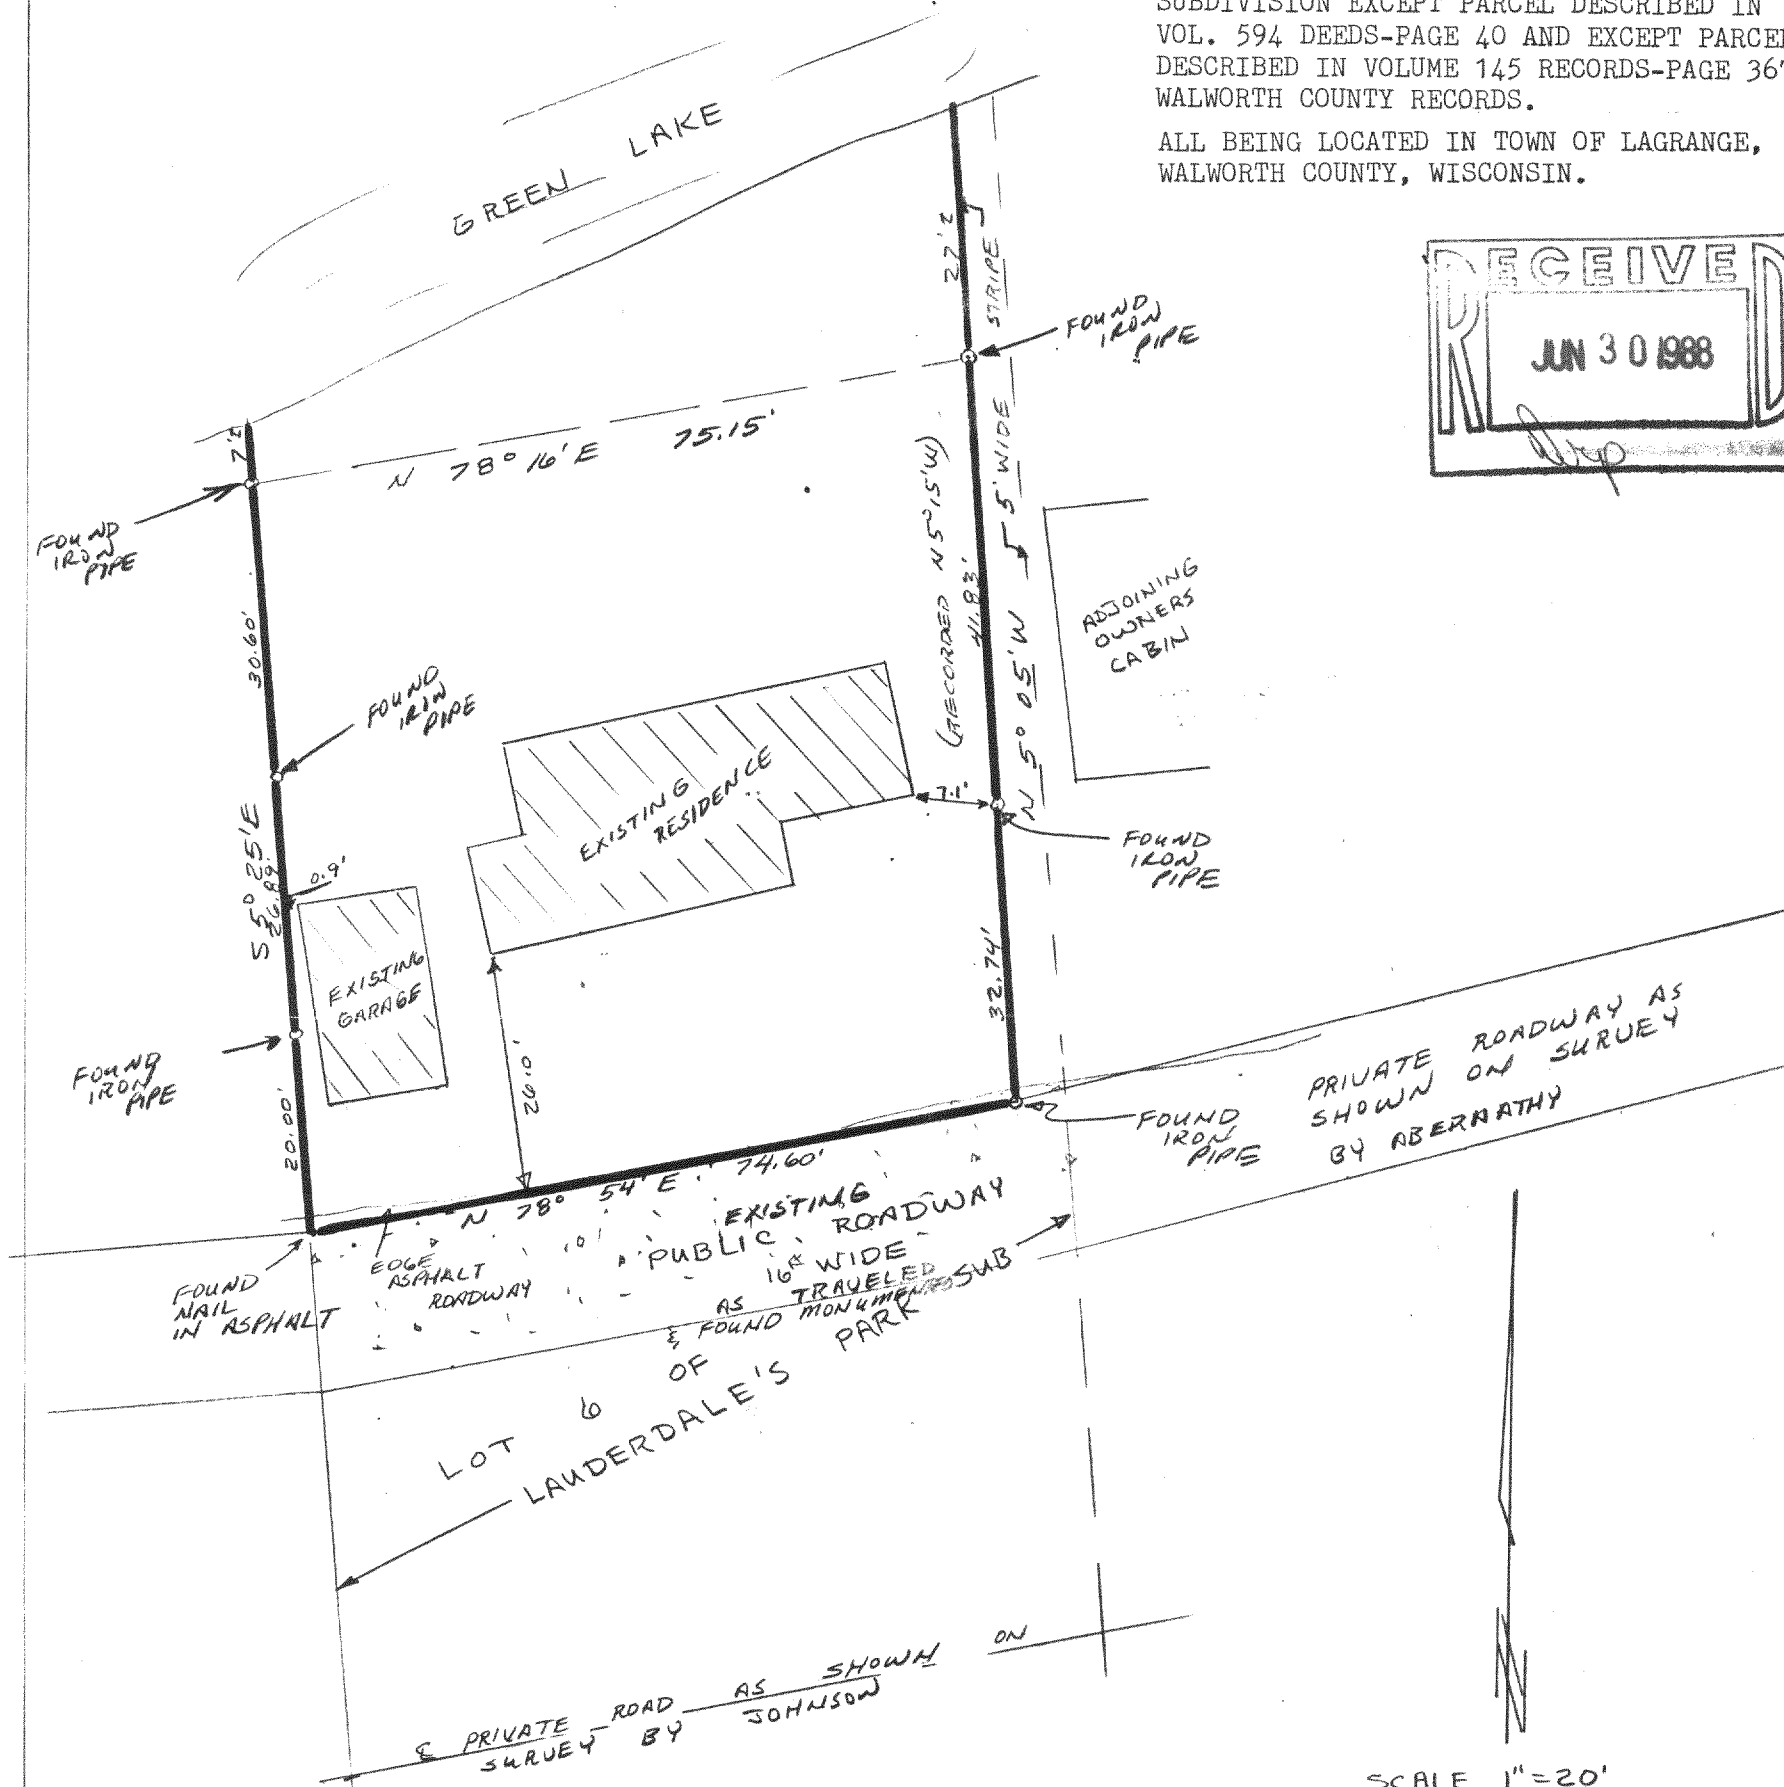 SUBDIVISION EXCEPT PARCEL DESCRIBED IN
VOL. 594 DEEDS-PAGE 40 AND EXCEPT PARCEL
DESCRIBED IN VOLUME 145 RECORDS-PAGE 367
WALWORTH COUNTY RECORDS.
ALL BEING LOCATED IN TOWN OF LAGRANGE,
WALWORTH COUNTY, WISCONSIN.
RECEIVED
JUN 30 1988
GREEN LAKE
27'±
5' WIDE STRIPE
FOUND
IRON
PIPE
7'±
N 78° 16' E 75.15'
FOUND
IRON
PIPE
(RECORDED N 5° 15' W)
41.83'
N 5° 05' W
ADJOINING
OWNERS
CABIN
30.60'
FOUND
IRON
PIPE
EXISTING
RESIDENCE
7.1'
FOUND
IRON
PIPE
S 5° 25' E
26.89'
0.9'
EXISTING
GARAGE
32.74'
26.0'
FOUND
IRON
PIPE
20.00'
FOUND
IRON
PIPE
PRIVATE ROADWAY AS
SHOWN ON SURVEY
BY ABERNATHY
N 78° 54' E 74.60'
EXISTING
PUBLIC ROADWAY
16'± WIDE
AS TRAVELED
& FOUND MONUMENTS
EDGE
ASPHALT
ROADWAY
FOUND
NAIL
IN ASPHALT
LOT 6 OF
LAUDERDALE'S PARK SUB
℄ PRIVATE ROAD AS SHOWN ON
SURVEY BY JOHNSON
N
SCALE 1"=20'